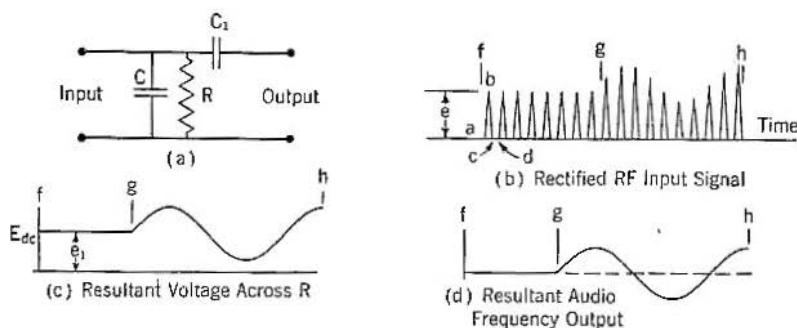 C₁
C
R
Input
Output
(a)
f
g
h
b
e
a
Time
c
d
(b) Rectified RF Input Signal
f
g
h
Edc
e₁
(c) Resultant Voltage Across R
f
g
h
(d) Resultant Audio
Frequency Output